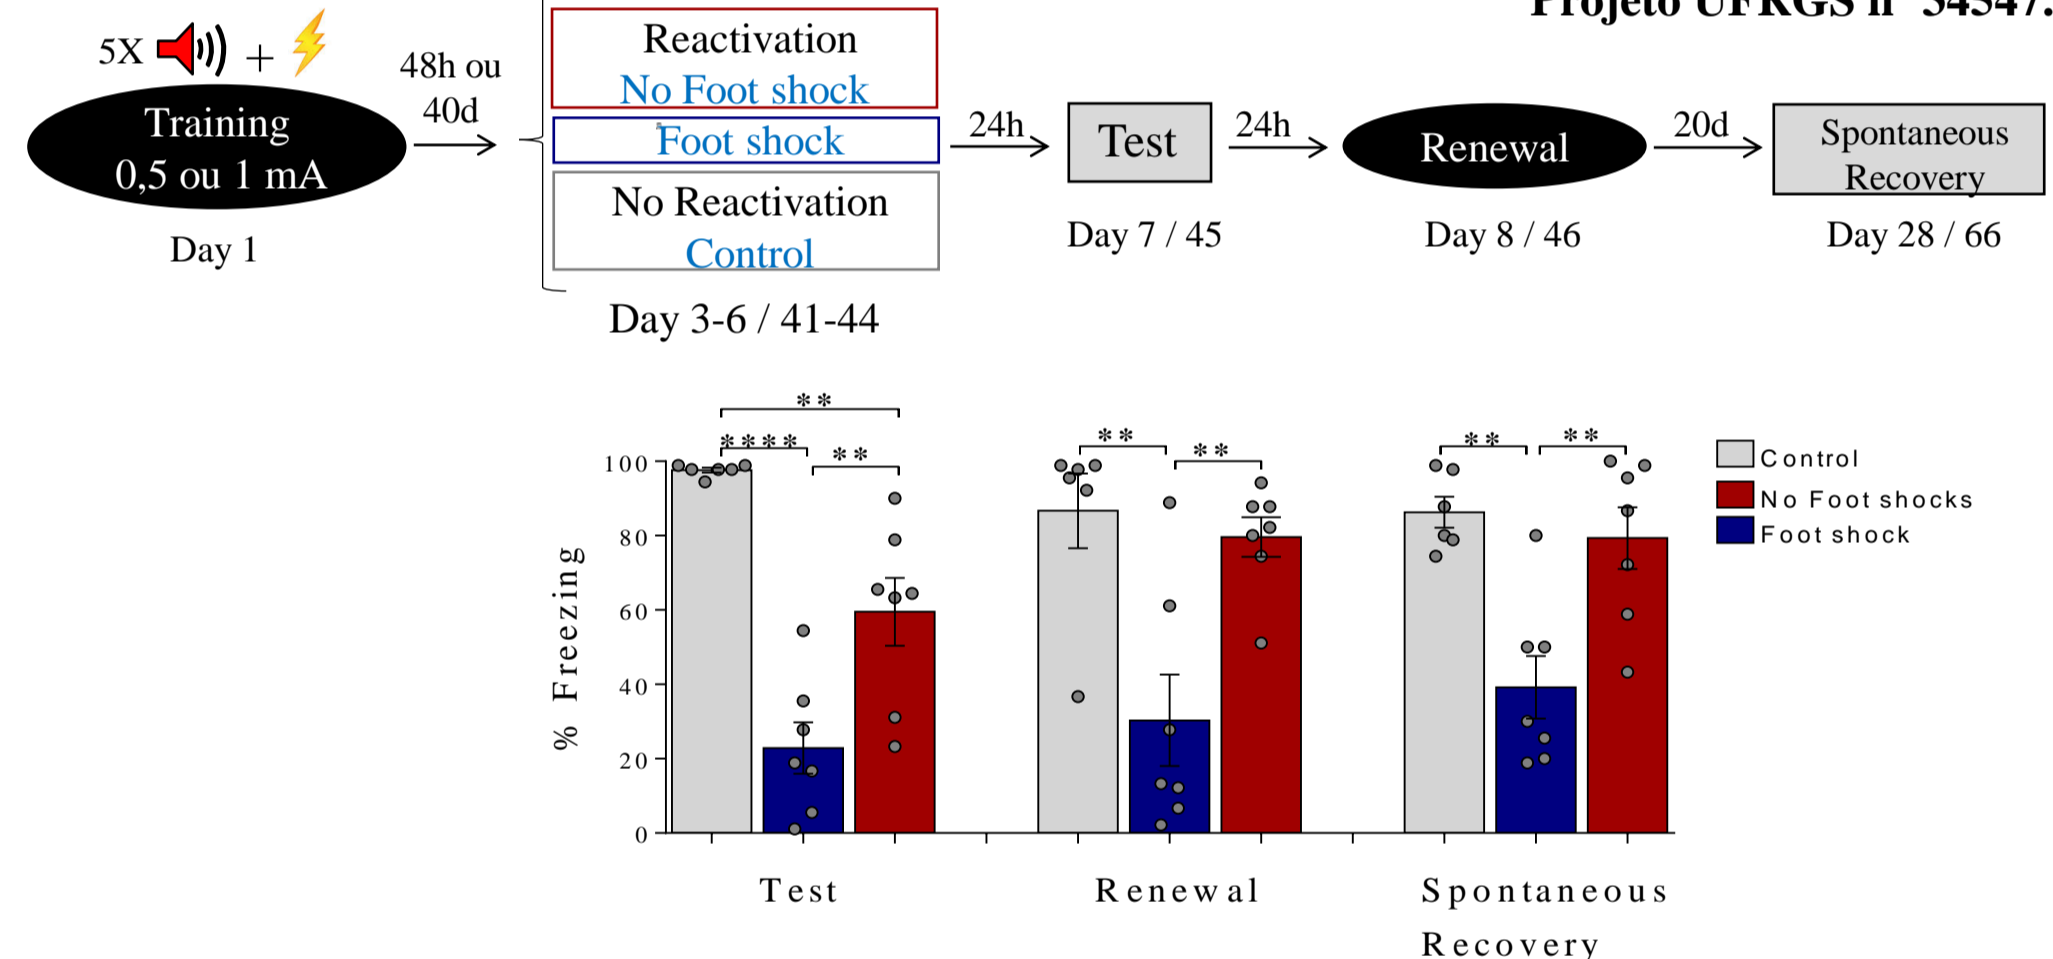 Projeto UFRGS nº 34547.
5X +
48h ou
40d
Training
0,5 ou 1 mA
Day 1
Reactivation
No Foot shock
Foot shock
No Reactivation
Control
Day 3-6 / 41-44
24h
Test
Day 7 / 45
24h
Renewal
Day 8 / 46
20d
Spontaneous
Recovery
Day 28 / 66
**
****
**
**
**
**
**
% Freezing
100
80
60
40
20
0
Control
No Foot shocks
Foot shock
Test
Renewal
Spontaneous
Recovery